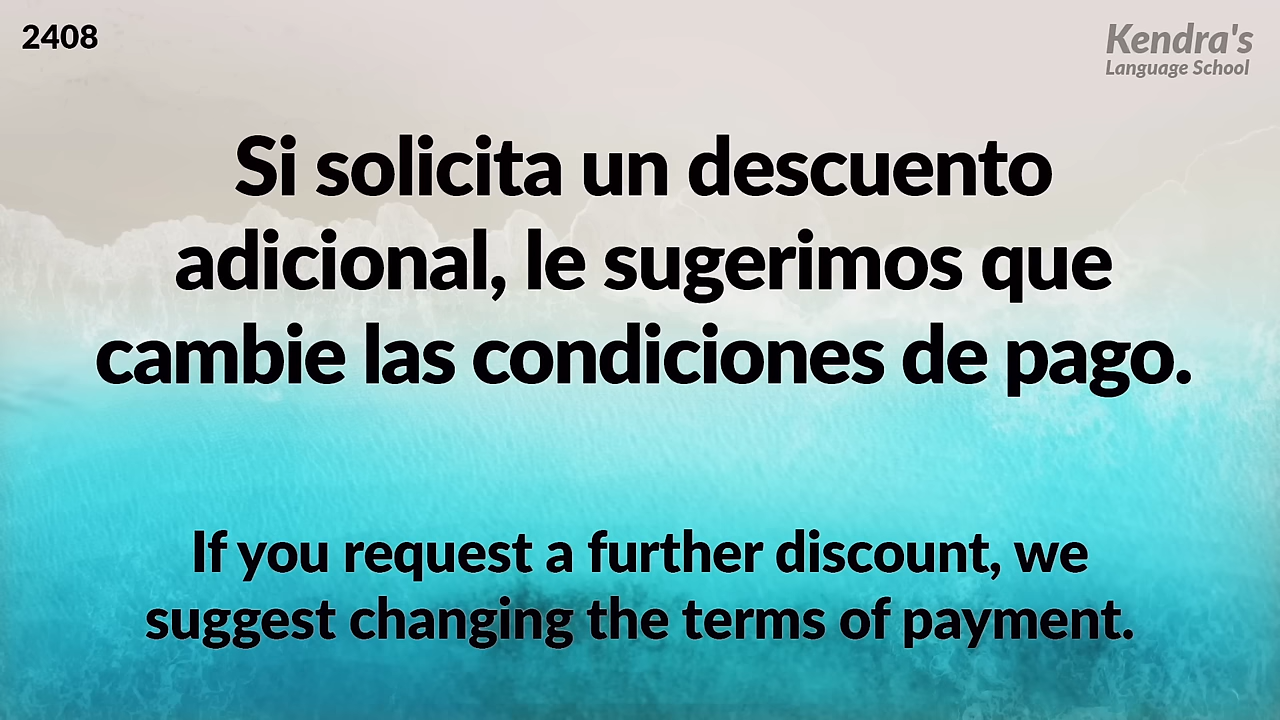 2408
Kendra's
Language School
Si solicita un descuento
adicional, le sugerimos que
cambie las condiciones de pago.
If you request a further discount, we
suggest changing the terms of payment.